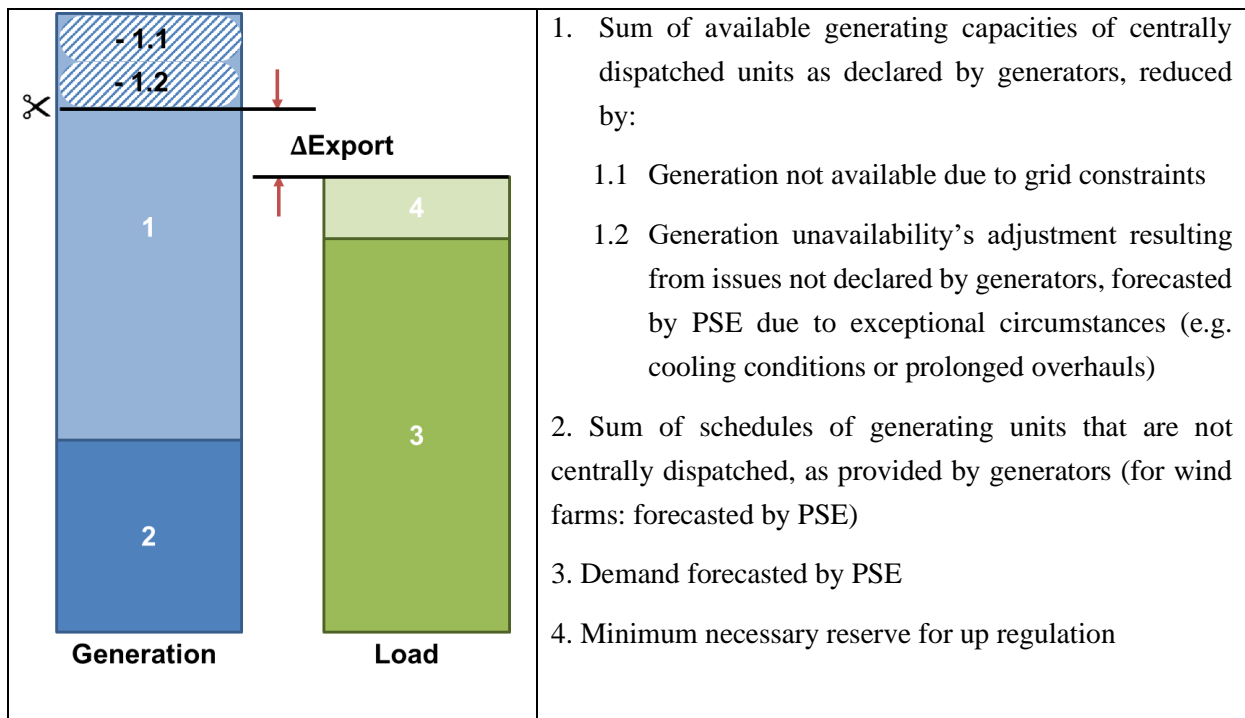 - 1.1
- 1.2
ΔExport
4
1
3
2
Generation
Load
1. Sum of available generating capacities of centrally
dispatched units as declared by generators, reduced
by:
1.1 Generation not available due to grid constraints
1.2 Generation unavailability’s adjustment resulting
from issues not declared by generators, forecasted
by PSE due to exceptional circumstances (e.g.
cooling conditions or prolonged overhauls)
2. Sum of schedules of generating units that are not
centrally dispatched, as provided by generators (for wind
farms: forecasted by PSE)
3. Demand forecasted by PSE
4. Minimum necessary reserve for up regulation